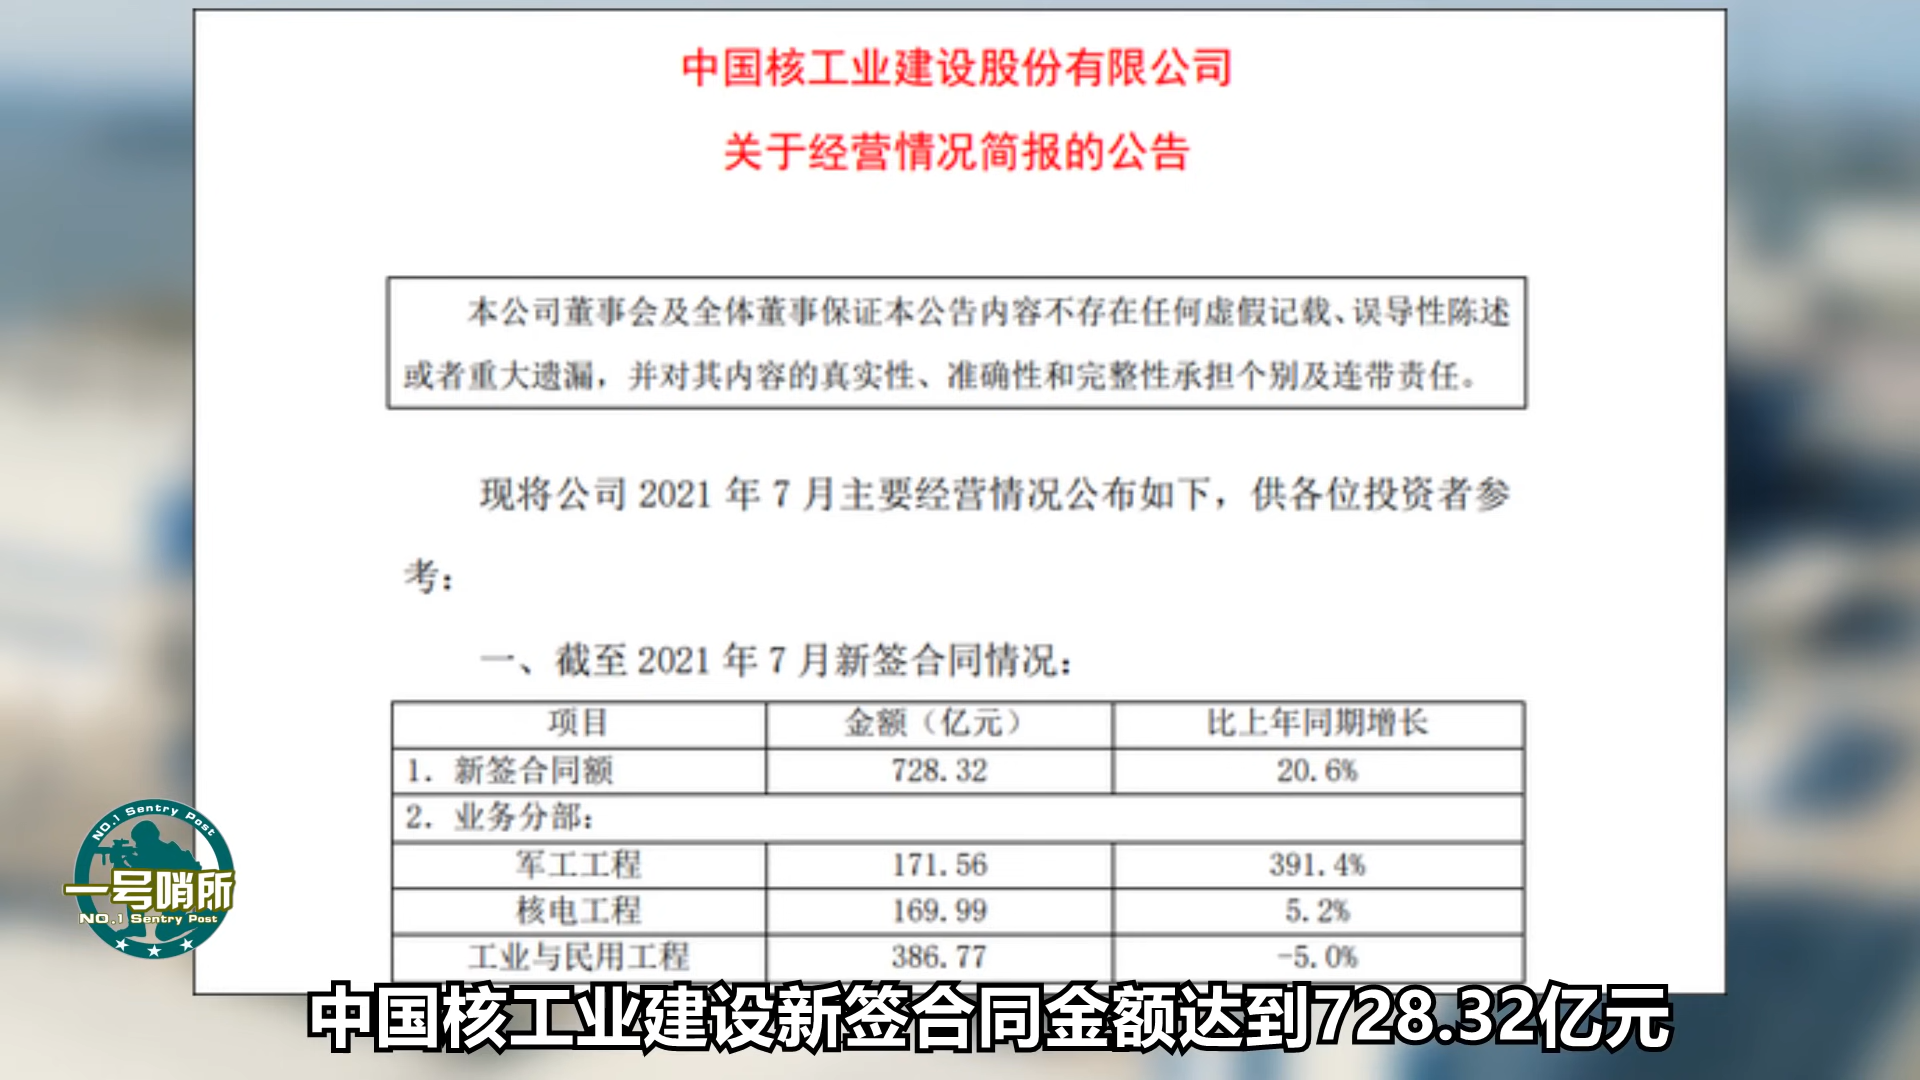 中国核工业建设股份有限公司
关于经营情况简报的公告
本公司董事会及全体董事保证本公告内容不存在任何虚假记载、误导性陈述
或者重大遗漏，并对其内容的真实性、准确性和完整性承担个别及连带责任。
现将公司 2021 年 7 月主要经营情况公布如下，供各位投资者参
考：
一、截至 2021 年 7 月新签合同情况：
项目 金额（亿元） 比上年同期增长
1. 新签合同额 728.32 20.6%
2. 业务分部：
军工工程 171.56 391.4%
核电工程 169.99 5.2%
工业与民用工程 386.77 -5.0%
NO.1 Sentry Post
一号哨所
NO.1 Sentry Post
中国核工业建设新签合同金额达到728.32亿元